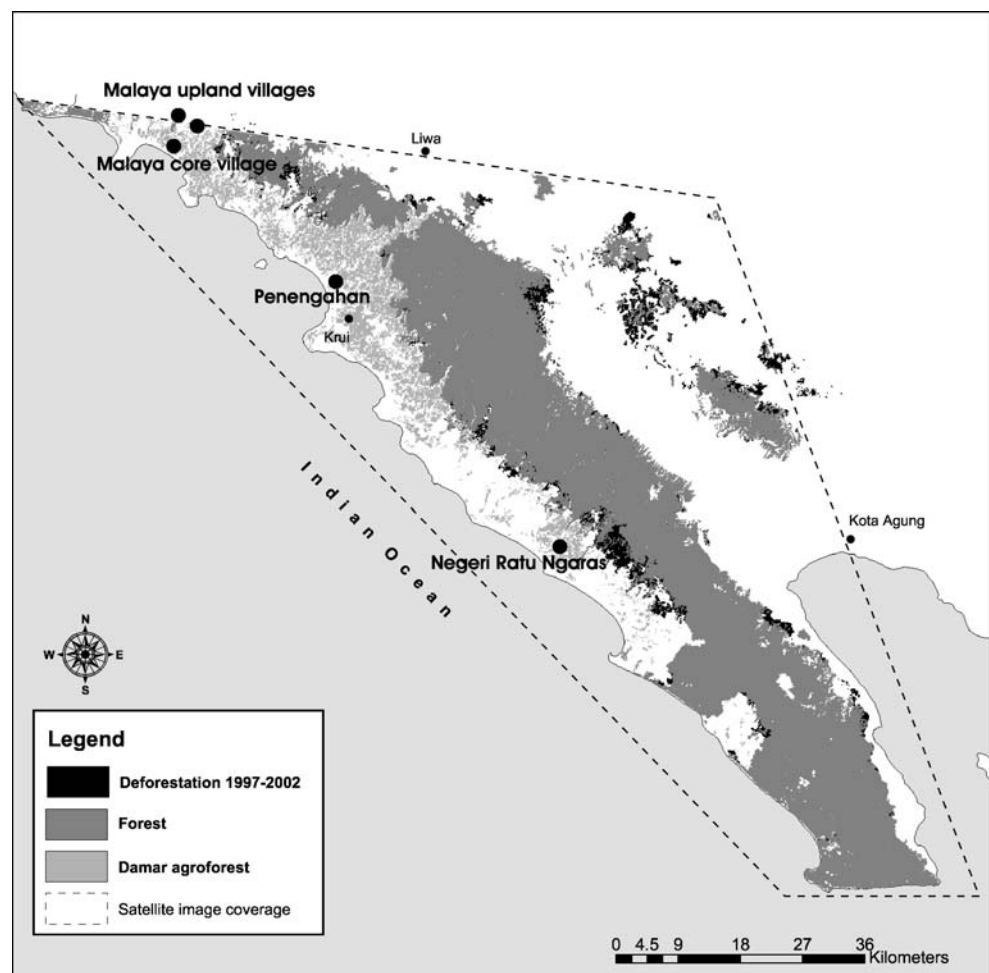 Malaya upland villages
Liwa
Malaya core village
Penengahan
Krui
Indian Ocean
Kota Agung
Negeri Ratu Ngaras
N
W E
S
Legend
Deforestation 1997-2002
Forest
Damar agroforest
Satellite image coverage
0 4.5 9 18 27 36
Kilometers